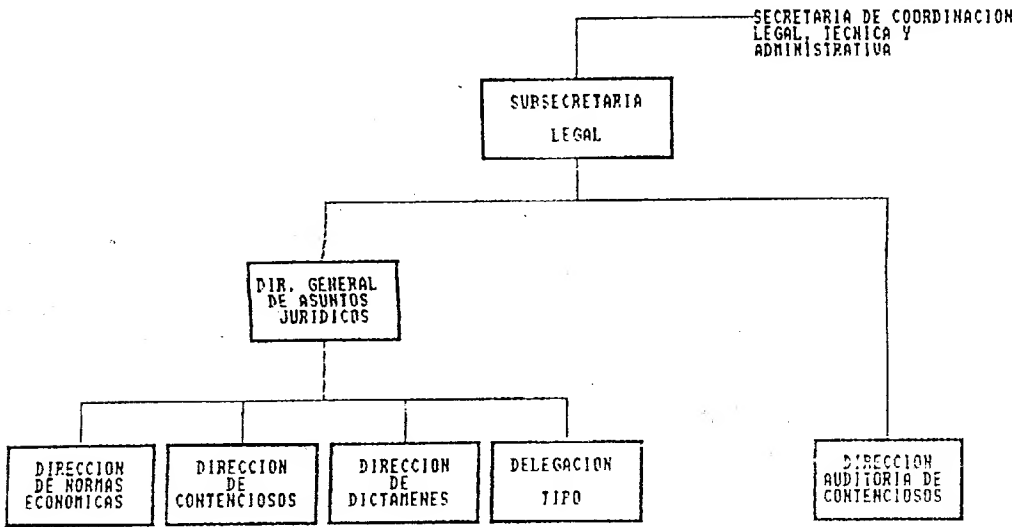 SECRETARIA DE COORDINACION
LEGAL, TECNICA Y
ADMINISTRATIVA
SUBSECRETARIA
LEGAL
DIR. GENERAL
DE ASUNTOS
JURIDICOS
DIRECCION
DE NORMAS
ECONOMICAS
DIRECCION
DE
CONTENCIOSOS
DIRECCION
DE
DICTAMENES
DELEGACION
TIPO
DIRECCION
AUDITORIA DE
CONTENCIOSOS